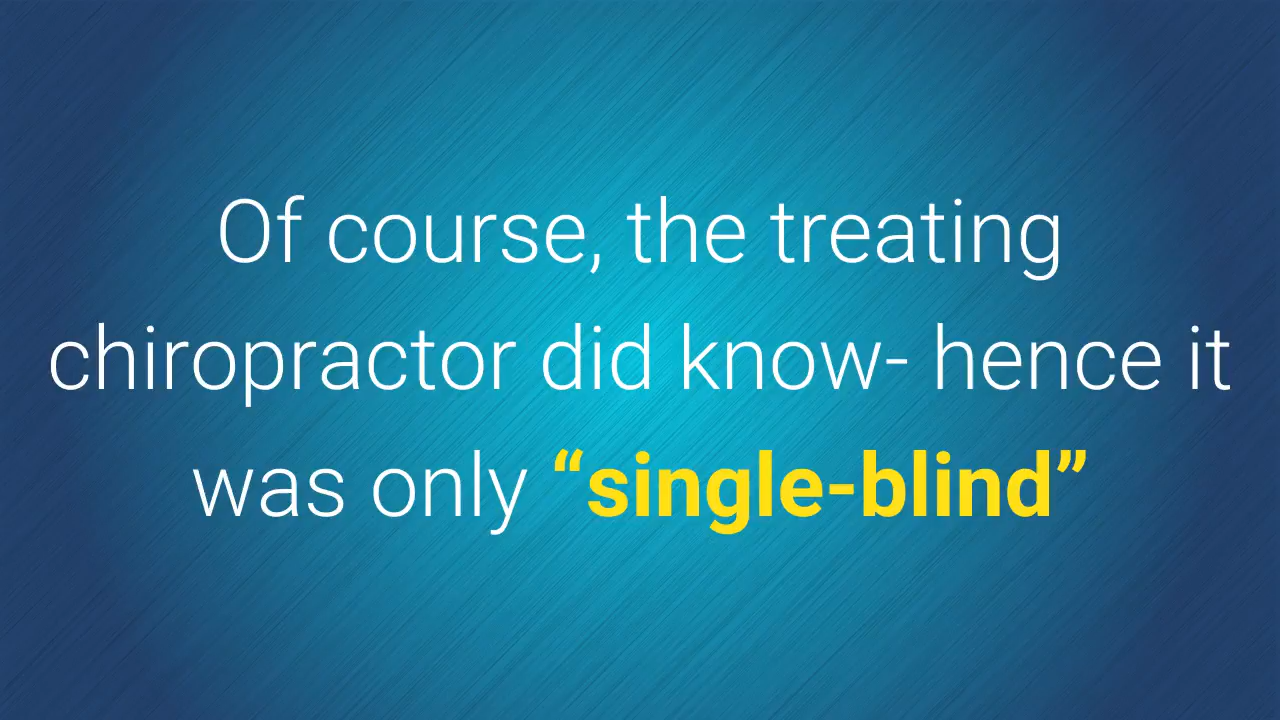 Of course, the treating
chiropractor did know- hence it
was only “single-blind”